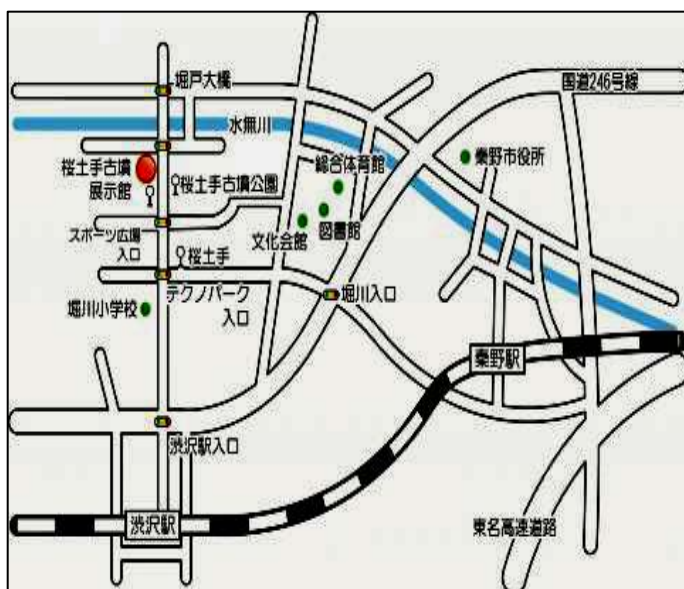 堀戸大橋
国道246号線
水無川
桜土手古墳
展示館
桜土手古墳公園
総合体育館
秦野市役所
図書館
文化会館
スポーツ広場
入口
桜土手
テクノパーク
入口
堀川入口
堀川小学校
秦野駅
渋沢駅入口
渋沢駅
東名高速道路